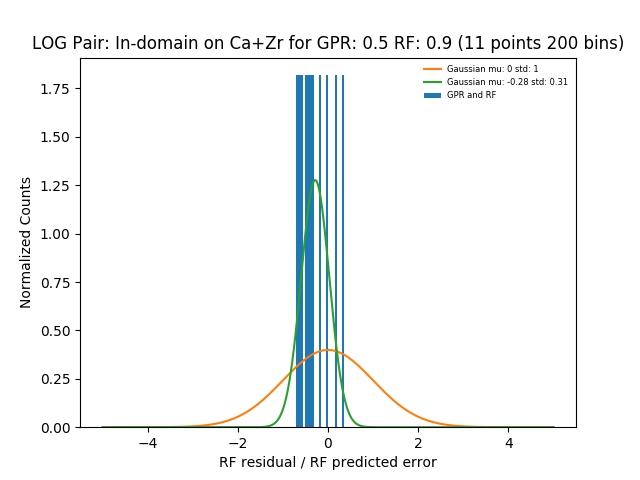 LOG Pair: In-domain on Ca+Zr for GPR: 0.5 RF: 0.9 (11 points 200 bins)
Gaussian mu: 0 std: 1
Gaussian mu: -0.28 std: 0.31
GPR and RF
Normalized Counts
1.75
1.50
1.25
1.00
0.75
0.50
0.25
0.00
−4 −2 0 2 4
RF residual / RF predicted error